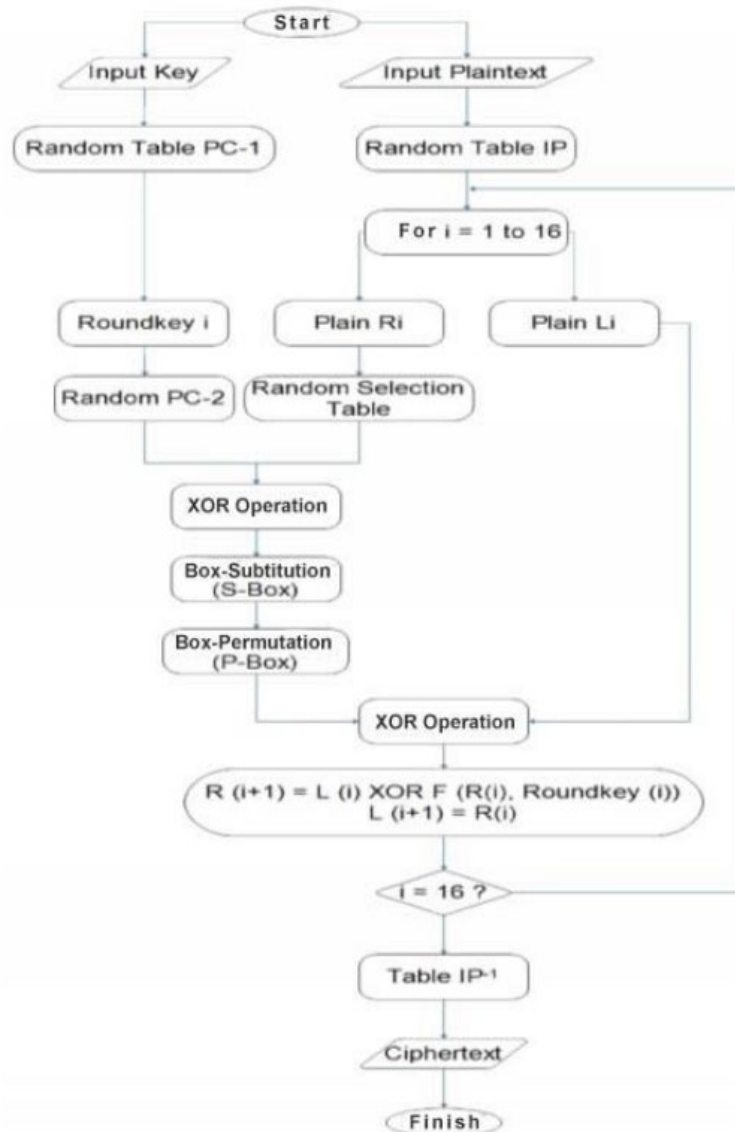 Start
Input Key
Input Plaintext
Random Table PC-1
Random Table IP
For i = 1 to 16
Roundkey i
Plain Ri
Plain Li
Random PC-2
Random Selection
Table
XOR Operation
Box-Subtitution
(S-Box)
Box-Permutation
(P-Box)
XOR Operation
R (i+1) = L (i) XOR F (R(i), Roundkey (i))
L (i+1) = R(i)
i = 16 ?
Table IP⁻¹
Ciphertext
Finish